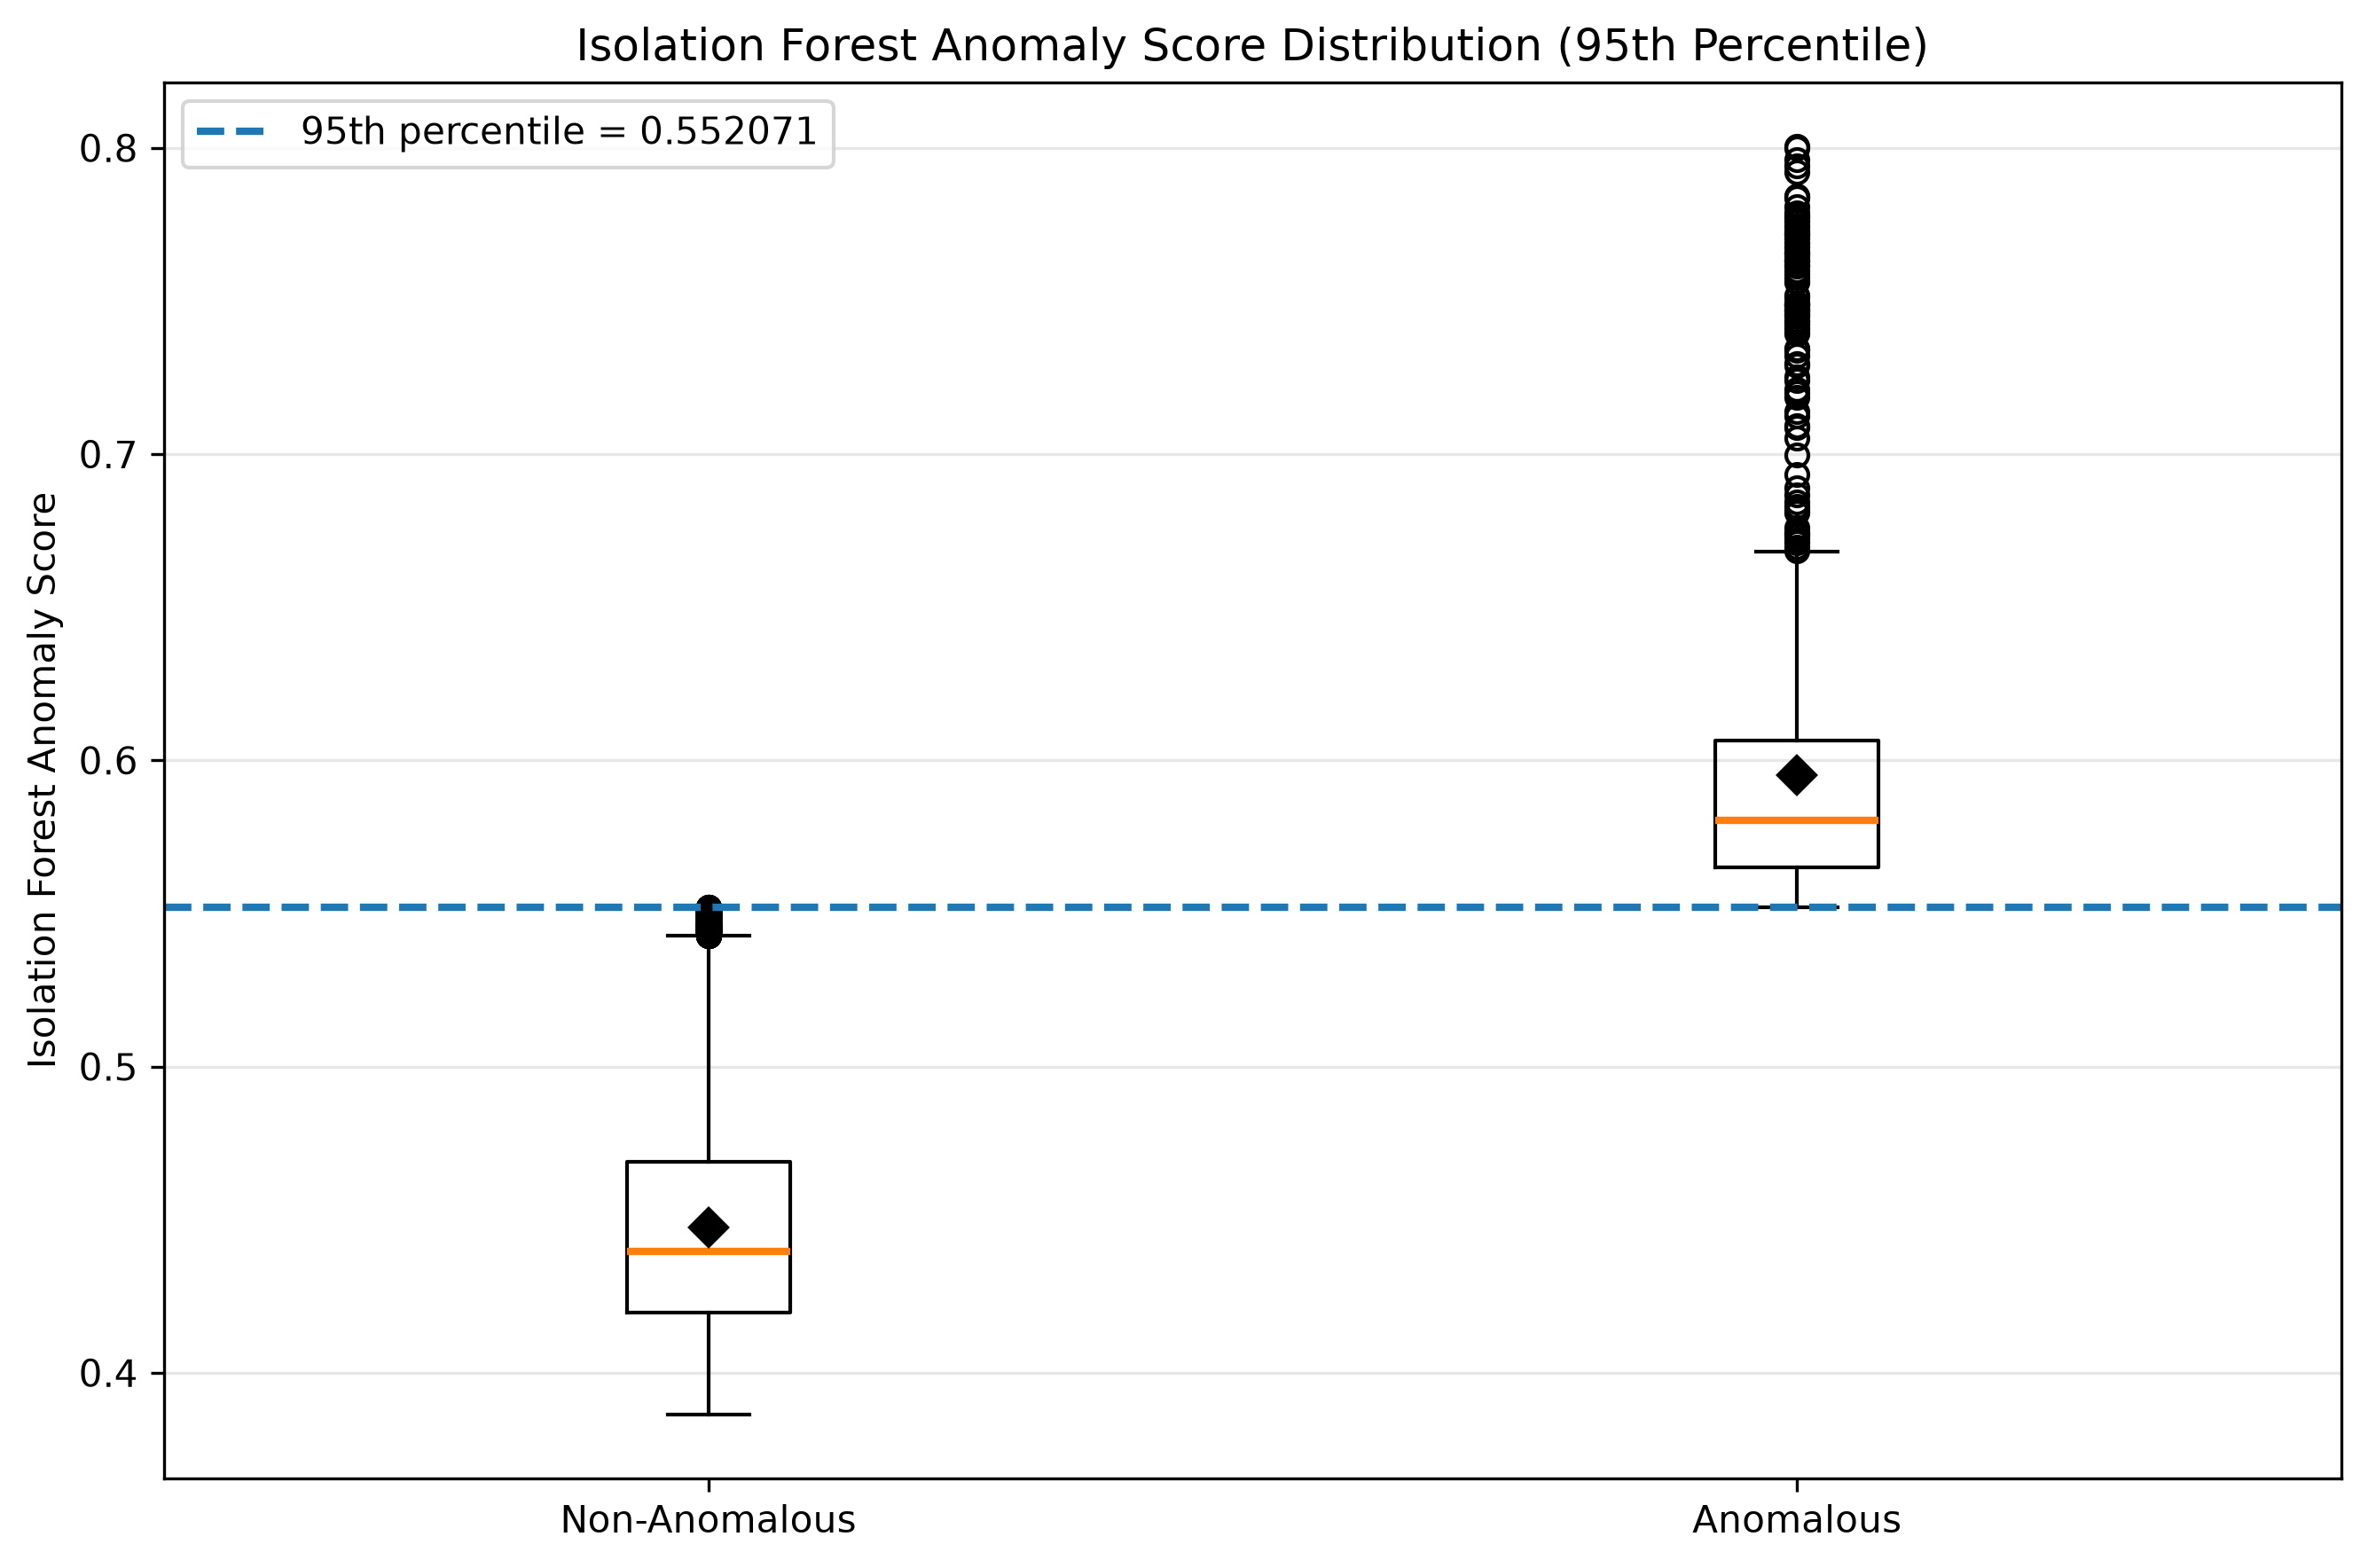 Isolation Forest Anomaly Score Distribution (95th Percentile)
95th percentile = 0.552071
Isolation Forest Anomaly Score
0.8
0.7
0.6
0.5
0.4
Non-Anomalous
Anomalous